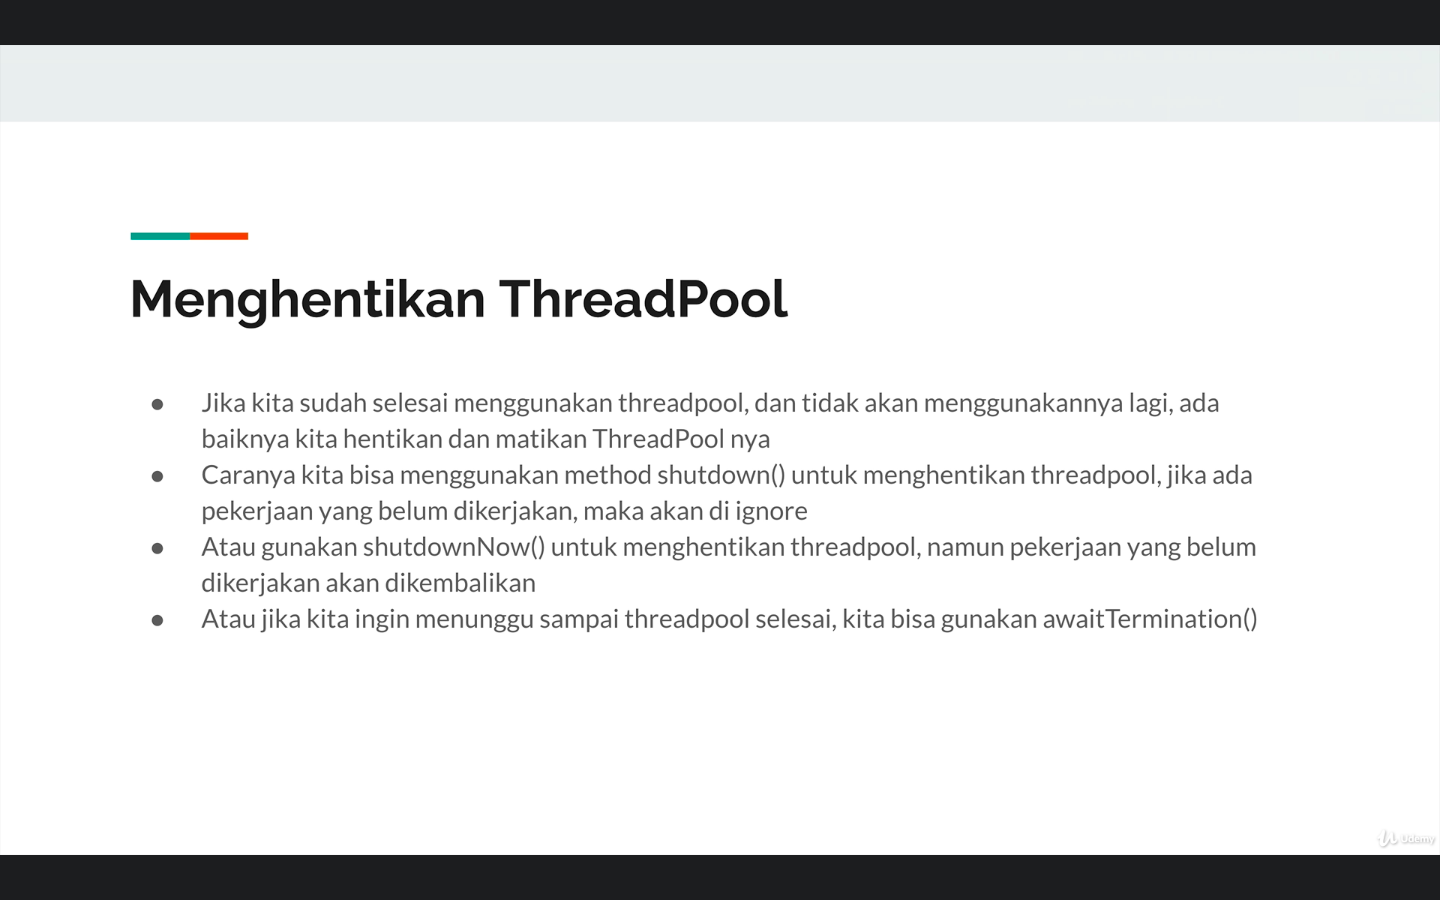 Menghentikan ThreadPool
● Jika kita sudah selesai menggunakan threadpool, dan tidak akan menggunakannya lagi, ada
baiknya kita hentikan dan matikan ThreadPool nya
● Caranya kita bisa menggunakan method shutdown() untuk menghentikan threadpool, jika ada
pekerjaan yang belum dikerjakan, maka akan di ignore
● Atau gunakan shutdownNow() untuk menghentikan threadpool, namun pekerjaan yang belum
dikerjakan akan dikembalikan
● Atau jika kita ingin menunggu sampai threadpool selesai, kita bisa gunakan awaitTermination()
Udemy